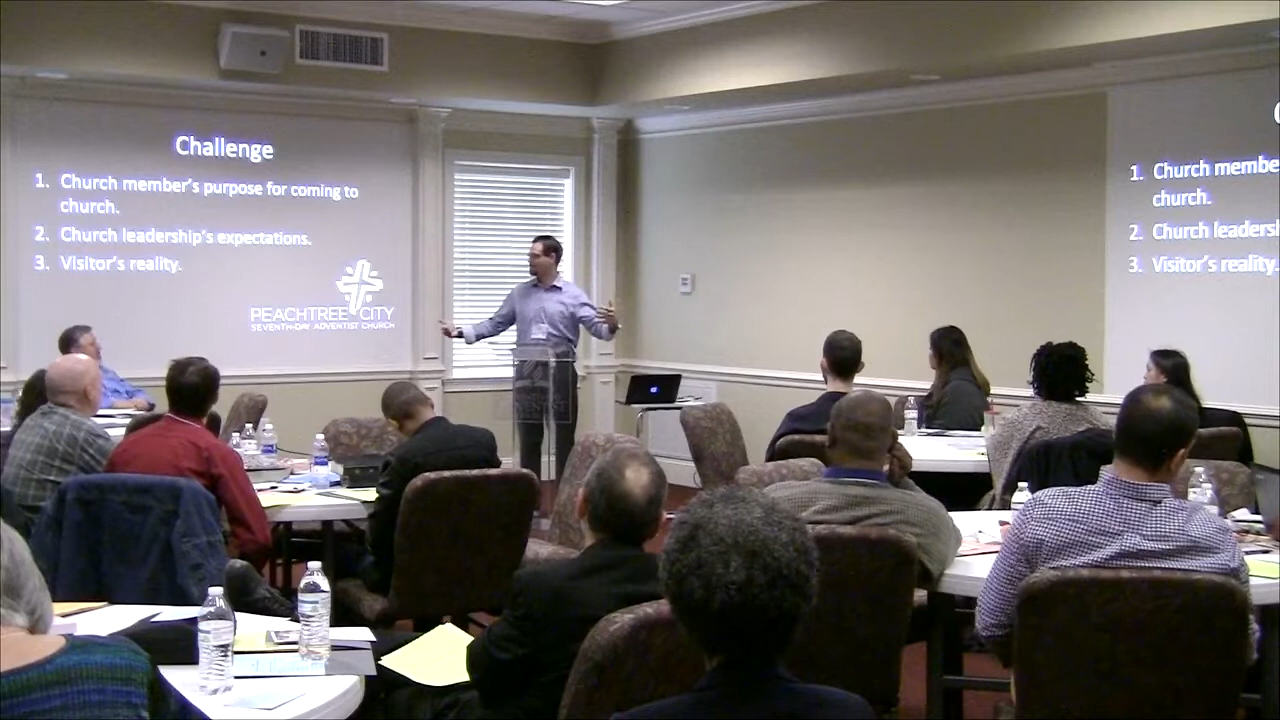 Challenge
1. Church member's purpose for coming to
church.
2. Church leadership's expectations.
3. Visitor's reality.
PEACHTREE CITY
SEVENTH-DAY ADVENTIST CHURCH
1. Church membe
church.
2. Church leadersl
3. Visitor's reality.